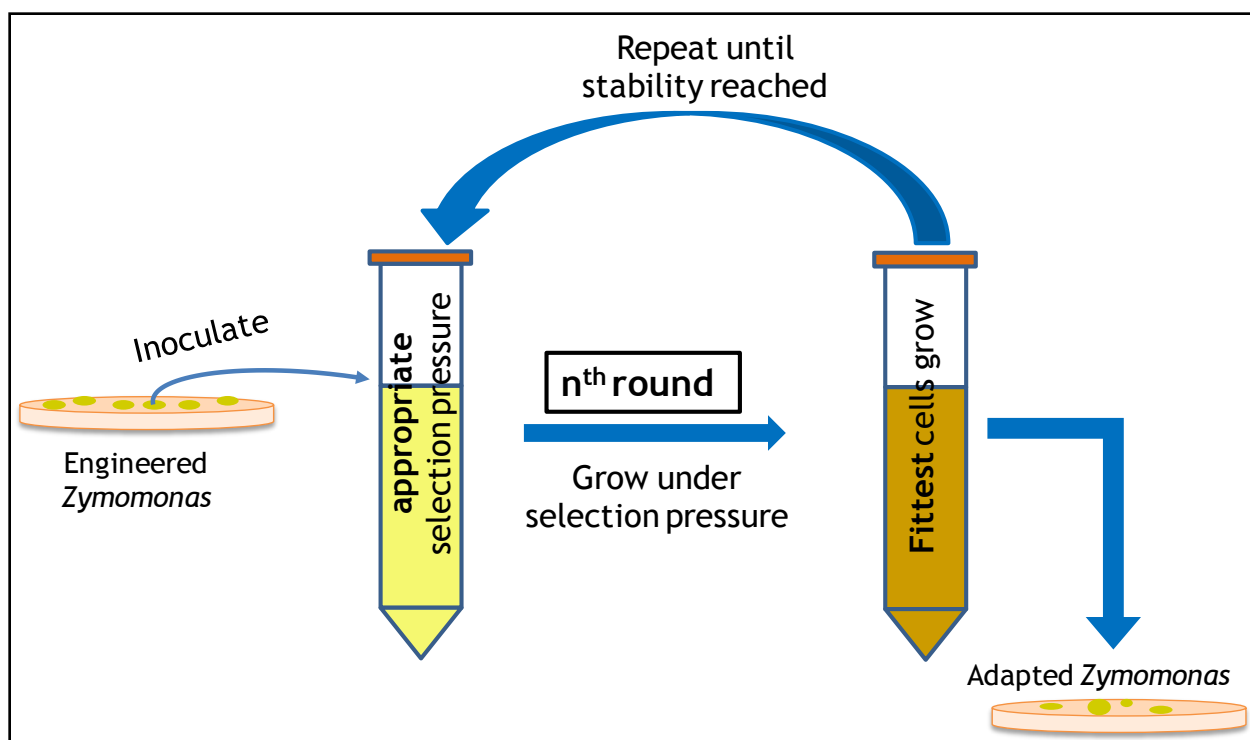 Repeat until
stability reached
Inoculate
Engineered
Zymomonas
appropriate
selection pressure
nth round
Grow under
selection pressure
Fittest cells grow
Adapted Zymomonas